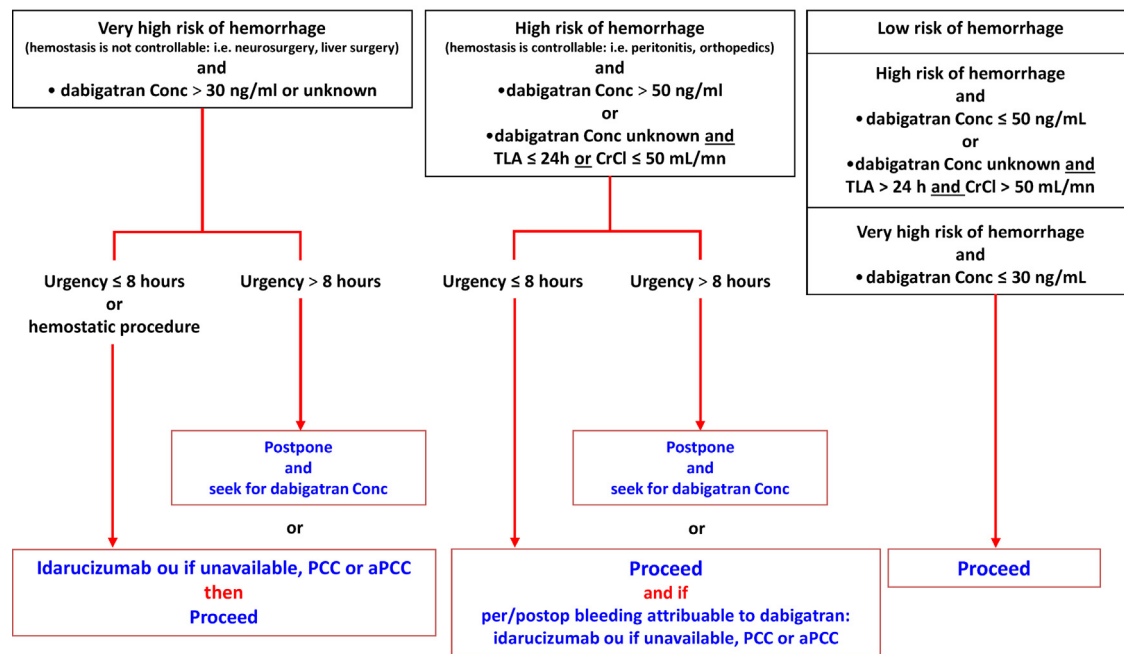 Very high risk of hemorrhage
(hemostasis is not controllable: i.e. neurosurgery, liver surgery)
and
• dabigatran Conc > 30 ng/ml or unknown
Urgency ≤ 8 hours
or
hemostatic procedure
Urgency > 8 hours
Postpone
and
seek for dabigatran Conc
or
Idarucizumab ou if unavailable, PCC or aPCC
then
Proceed
High risk of hemorrhage
(hemostasis is controllable: i.e. peritonitis, orthopedics)
and
•dabigatran Conc > 50 ng/ml
or
•dabigatran Conc unknown and
TLA ≤ 24h or CrCl ≤ 50 mL/mn
Urgency ≤ 8 hours
Urgency > 8 hours
Postpone
and
seek for dabigatran Conc
or
Proceed
and if
per/postop bleeding attribuable to dabigatran:
idarucizumab ou if unavailable, PCC or aPCC
Low risk of hemorrhage
High risk of hemorrhage
and
•dabigatran Conc ≤ 50 ng/mL
or
•dabigatran Conc unknown and
TLA > 24 h and CrCl > 50 mL/mn
Very high risk of hemorrhage
and
• dabigatran Conc ≤ 30 ng/mL
Proceed